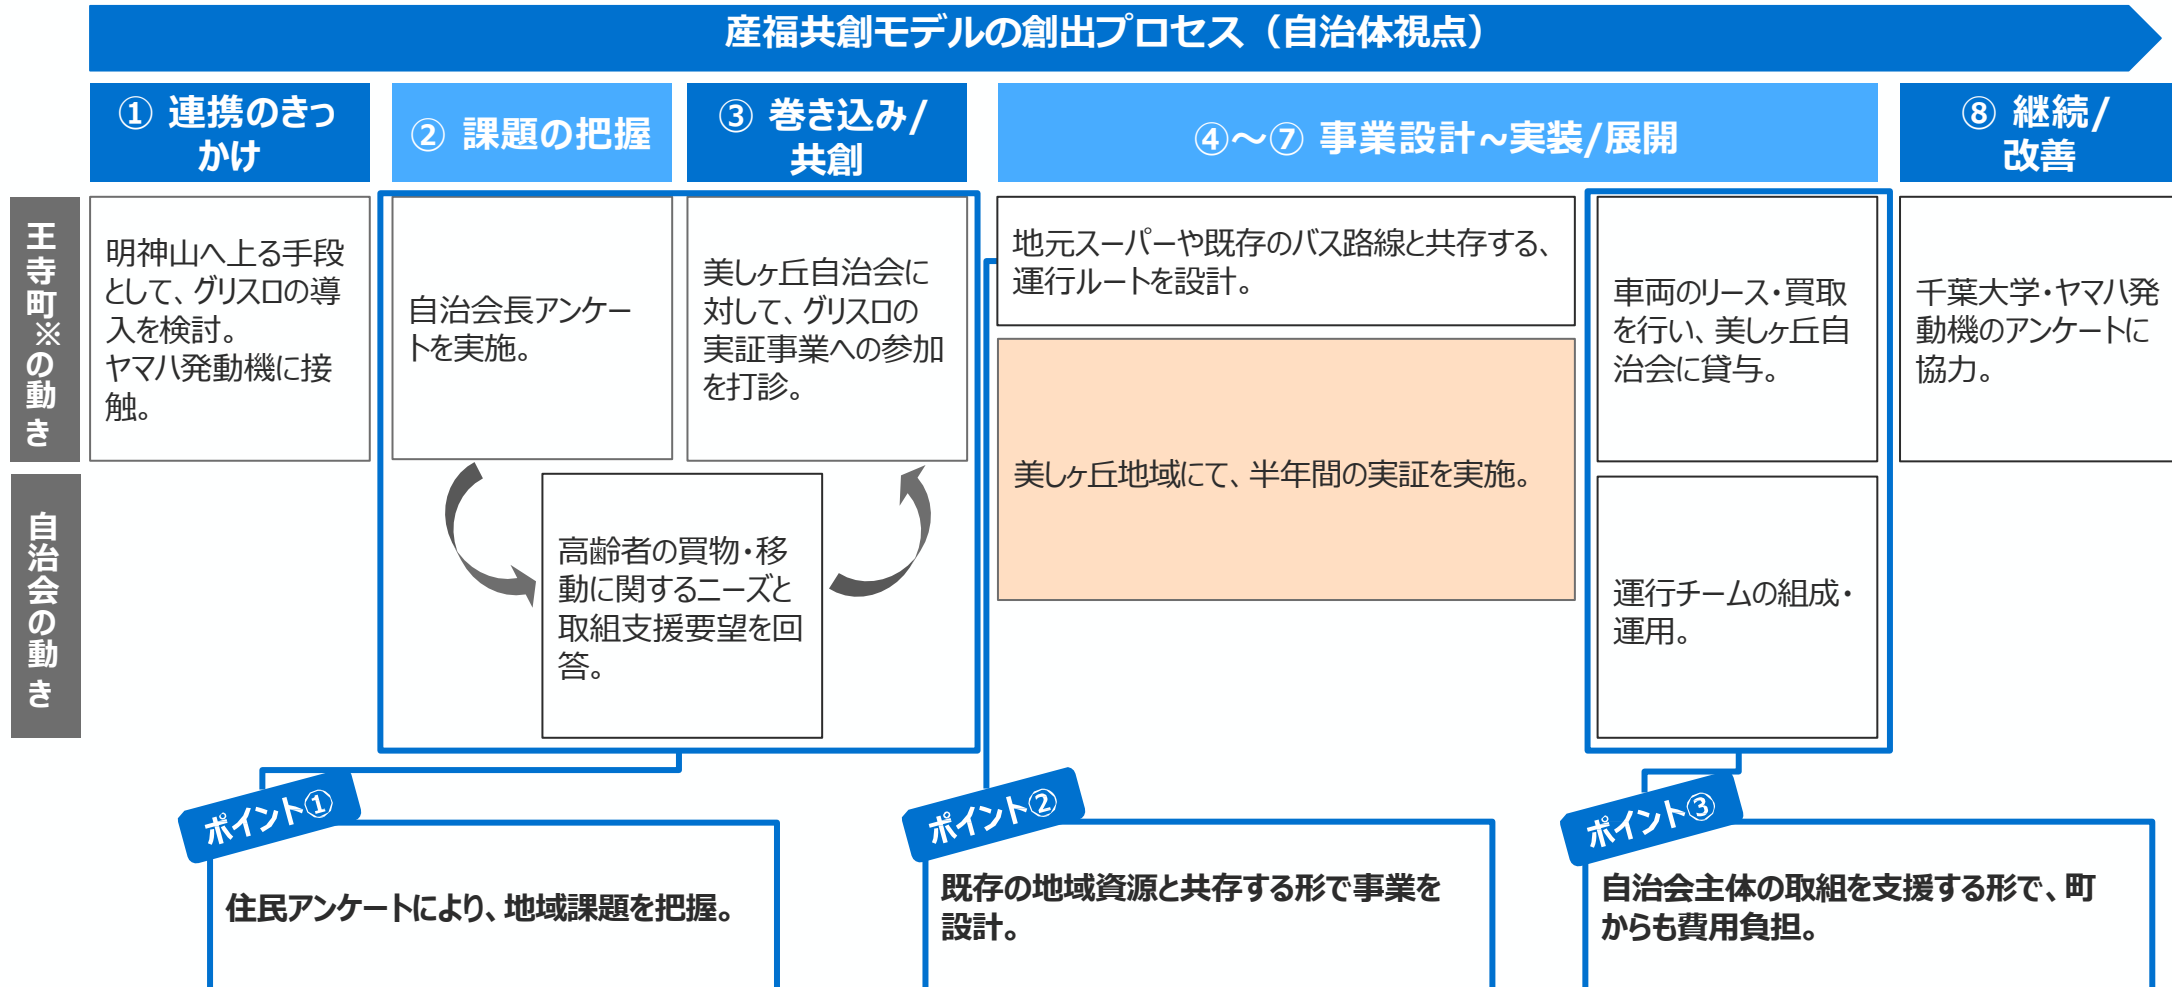 産福共創モデルの創出プロセス（自治体視点）
① 連携のきっ
かけ
② 課題の把握
③ 巻き込み/
共創
④～⑦ 事業設計~実装/展開
⑧ 継続/
改善
王寺町※の動き
明神山へ上る手段
として、グリスロの導
入を検討。
ヤマハ発動機に接
触。
自治会長アンケー
トを実施。
美しヶ丘自治会に
対して、グリスロの
実証事業への参加
を打診。
地元スーパーや既存のバス路線と共存する、
運行ルートを設計。
美しヶ丘地域にて、半年間の実証を実施。
車両のリース・買取
を行い、美しヶ丘自
治会に貸与。
千葉大学・ヤマハ発
動機のアンケートに
協力。
自治会の動き
高齢者の買物・移
動に関するニーズと
取組支援要望を回
答。
運行チームの組成・
運用。
ポイント①
住民アンケートにより、地域課題を把握。
ポイント②
既存の地域資源と共存する形で事業を
設計。
ポイント③
自治会主体の取組を支援する形で、町
からも費用負担。